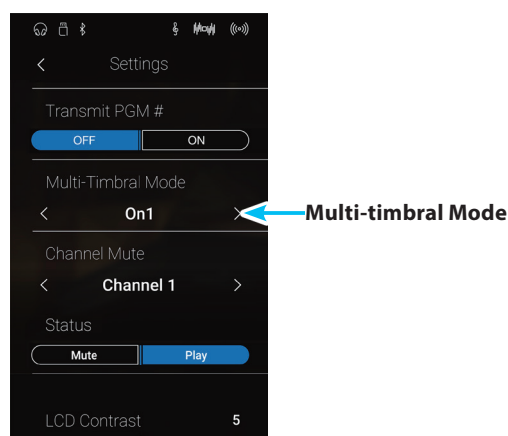 Settings
Transmit PGM #
OFF ON
Multi-Timbral Mode
On1
Multi-timbral Mode
Channel Mute
Channel 1
Status
Mute Play
LCD Contrast 5